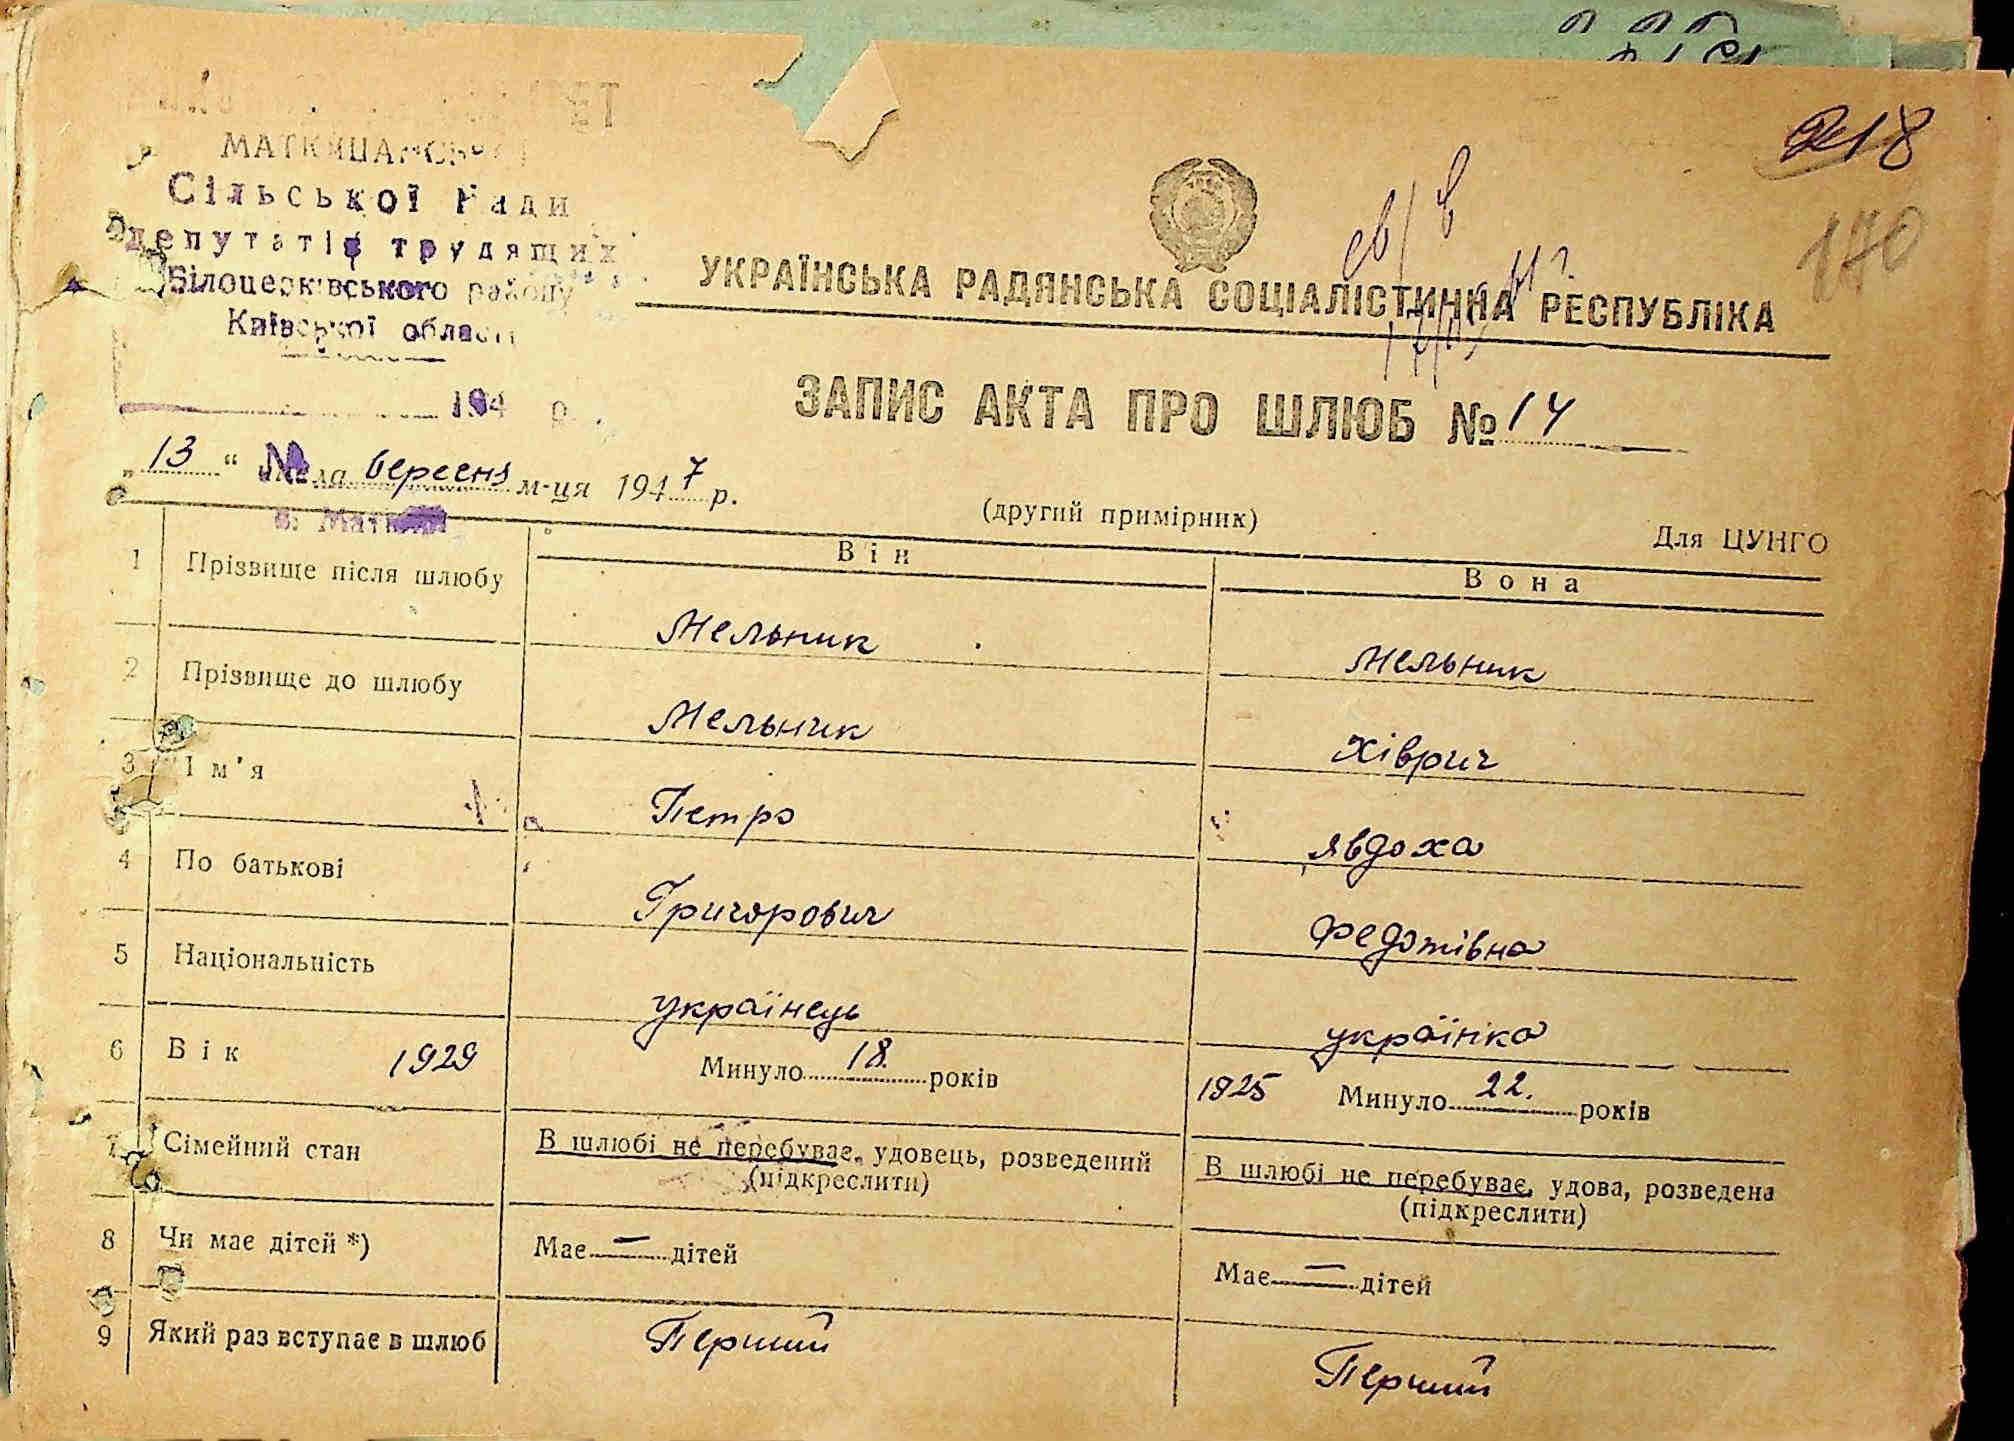 218
170
Сільської Ради
депутатів трудящих
Білоцерківського району
Київської області
194 р.
УКРАЇНСЬКА РАДЯНСЬКА СОЦІАЛІСТИЧНА РЕСПУБЛІКА
ЗАПИС АКТА ПРО ШЛЮБ № 14
„13“ березня м-ця 1947 р.
(другий примірник)
Для ЦУНГО
Він Вона
1 Прізвище після шлюбу Мельник Мельник
2 Прізвище до шлюбу Мельник Хіврич
3 Ім'я Петро Явдоха
4 По батькові Григорович Федотівна
5 Національність українець українка
6 Вік 1929 Минуло 18 років 1925 Минуло 22. років
7 Сімейний стан В шлюбі не перебуває, удовець, розведений В шлюбі не перебуває, удова, розведена
(підкреслити) (підкреслити)
8 Чи має дітей *) Має — дітей Має — дітей
9 Який раз вступає в шлюб Перший Перший